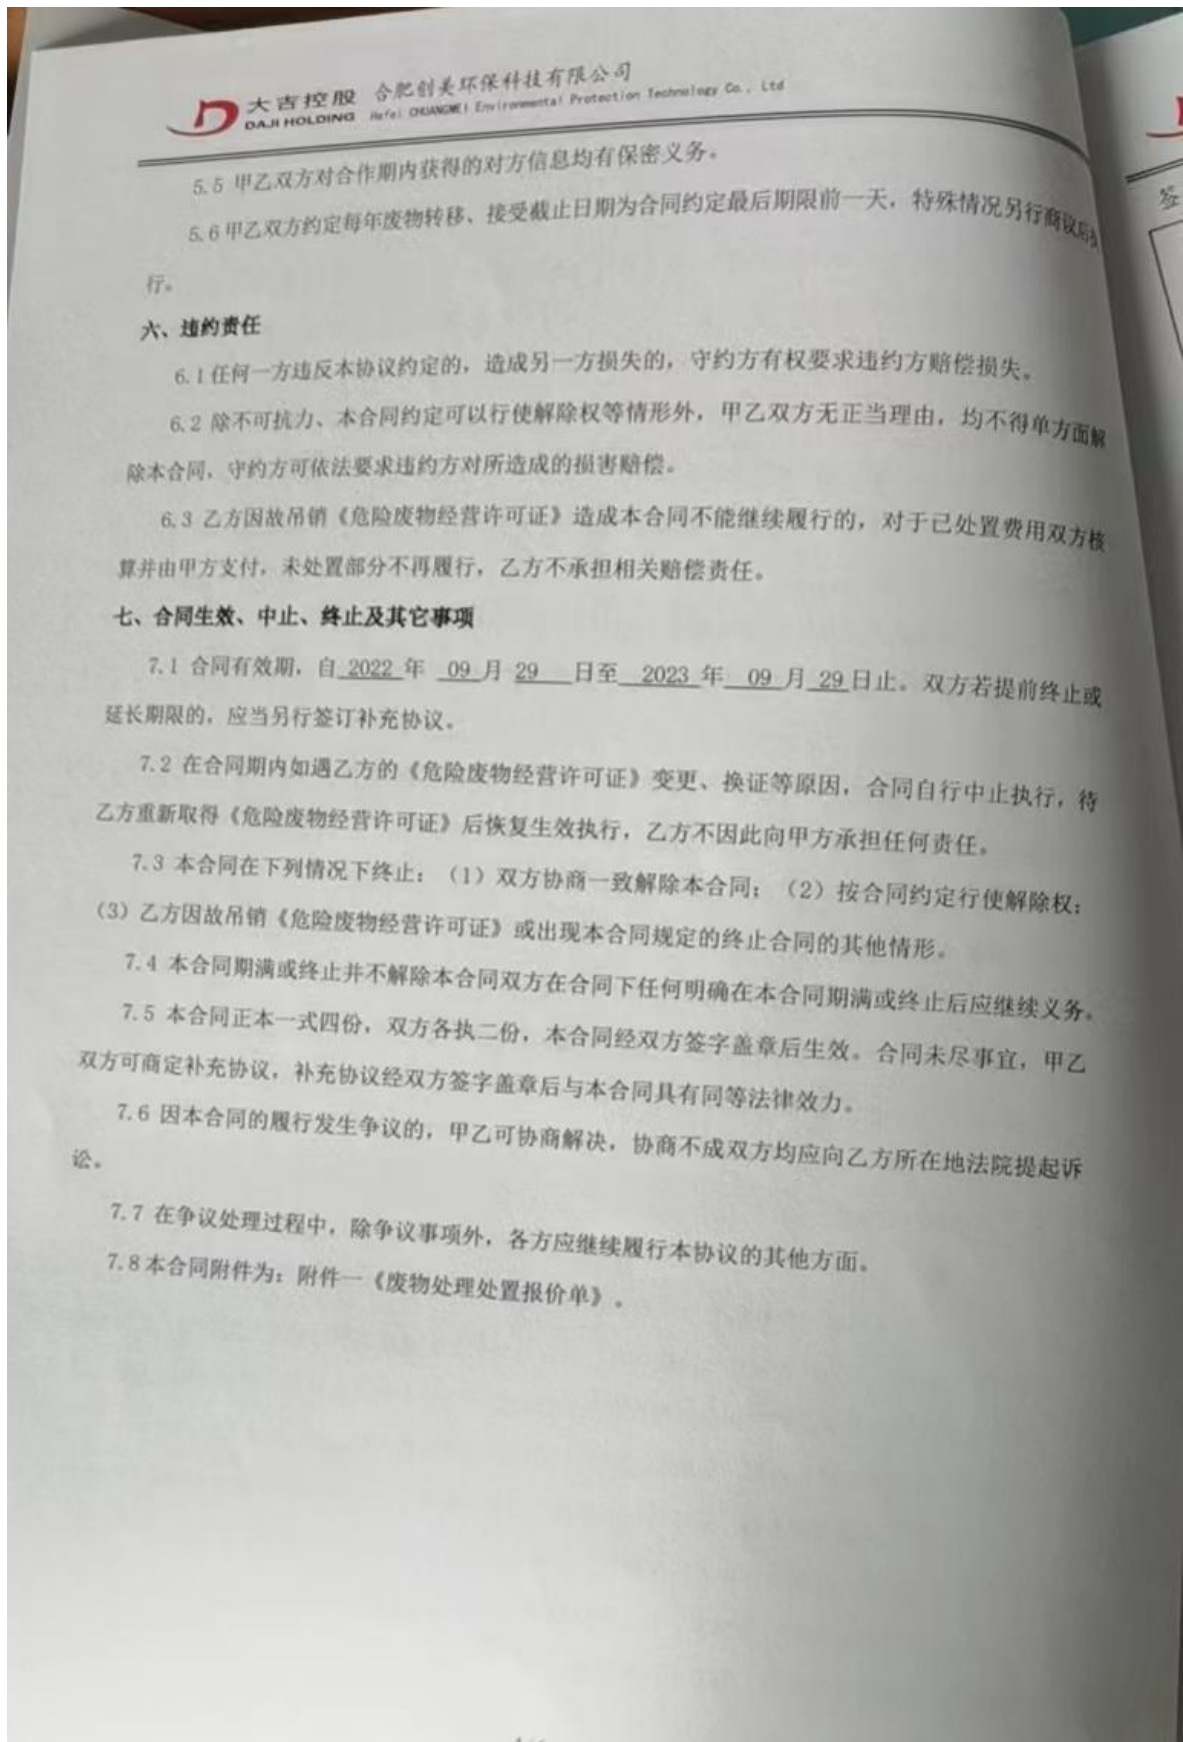 大吉控股 合肥创美环保科技有限公司
DAJI HOLDING Hefei CHUANGMEI Environmental Protection Technology Co., Ltd
5.5 甲乙双方对合作期内获得的对方信息均有保密义务。
5.6甲乙双方约定每年废物转移、接受截止日期为合同约定最后期限前一天，特殊情况另行商议后执
行。
六、违约责任
6.1任何一方违反本协议约定的，造成另一方损失的，守约方有权要求违约方赔偿损失。
6.2 除不可抗力、本合同约定可以行使解除权等情形外，甲乙双方无正当理由，均不得单方面解
除本合同，守约方可依法要求违约方对所造成的损害赔偿。
6.3 乙方因故吊销《危险废物经营许可证》造成本合同不能继续履行的，对于已处置费用双方核
算并由甲方支付，未处置部分不再履行，乙方不承担相关赔偿责任。
七、合同生效、中止、终止及其它事项
7.1 合同有效期，自 2022 年 09 月 29 日至 2023 年 09 月 29 日止。双方若提前终止或
延长期限的，应当另行签订补充协议。
7.2 在合同期内如遇乙方的《危险废物经营许可证》变更、换证等原因，合同自行中止执行，待
乙方重新取得《危险废物经营许可证》后恢复生效执行，乙方不因此向甲方承担任何责任。
7.3 本合同在下列情况下终止：（1）双方协商一致解除本合同；（2）按合同约定行使解除权；
（3）乙方因故吊销《危险废物经营许可证》或出现本合同规定的终止合同的其他情形。
7.4 本合同期满或终止并不解除本合同双方在合同下任何明确在本合同期满或终止后应继续义务。
7.5 本合同正本一式四份，双方各执二份，本合同经双方签字盖章后生效。合同未尽事宜，甲乙
双方可商定补充协议，补充协议经双方签字盖章后与本合同具有同等法律效力。
7.6 因本合同的履行发生争议的，甲乙可协商解决，协商不成双方均应向乙方所在地法院提起诉
讼。
7.7 在争议处理过程中，除争议事项外，各方应继续履行本协议的其他方面。
7.8本合同附件为：附件一《废物处理处置报价单》。
签